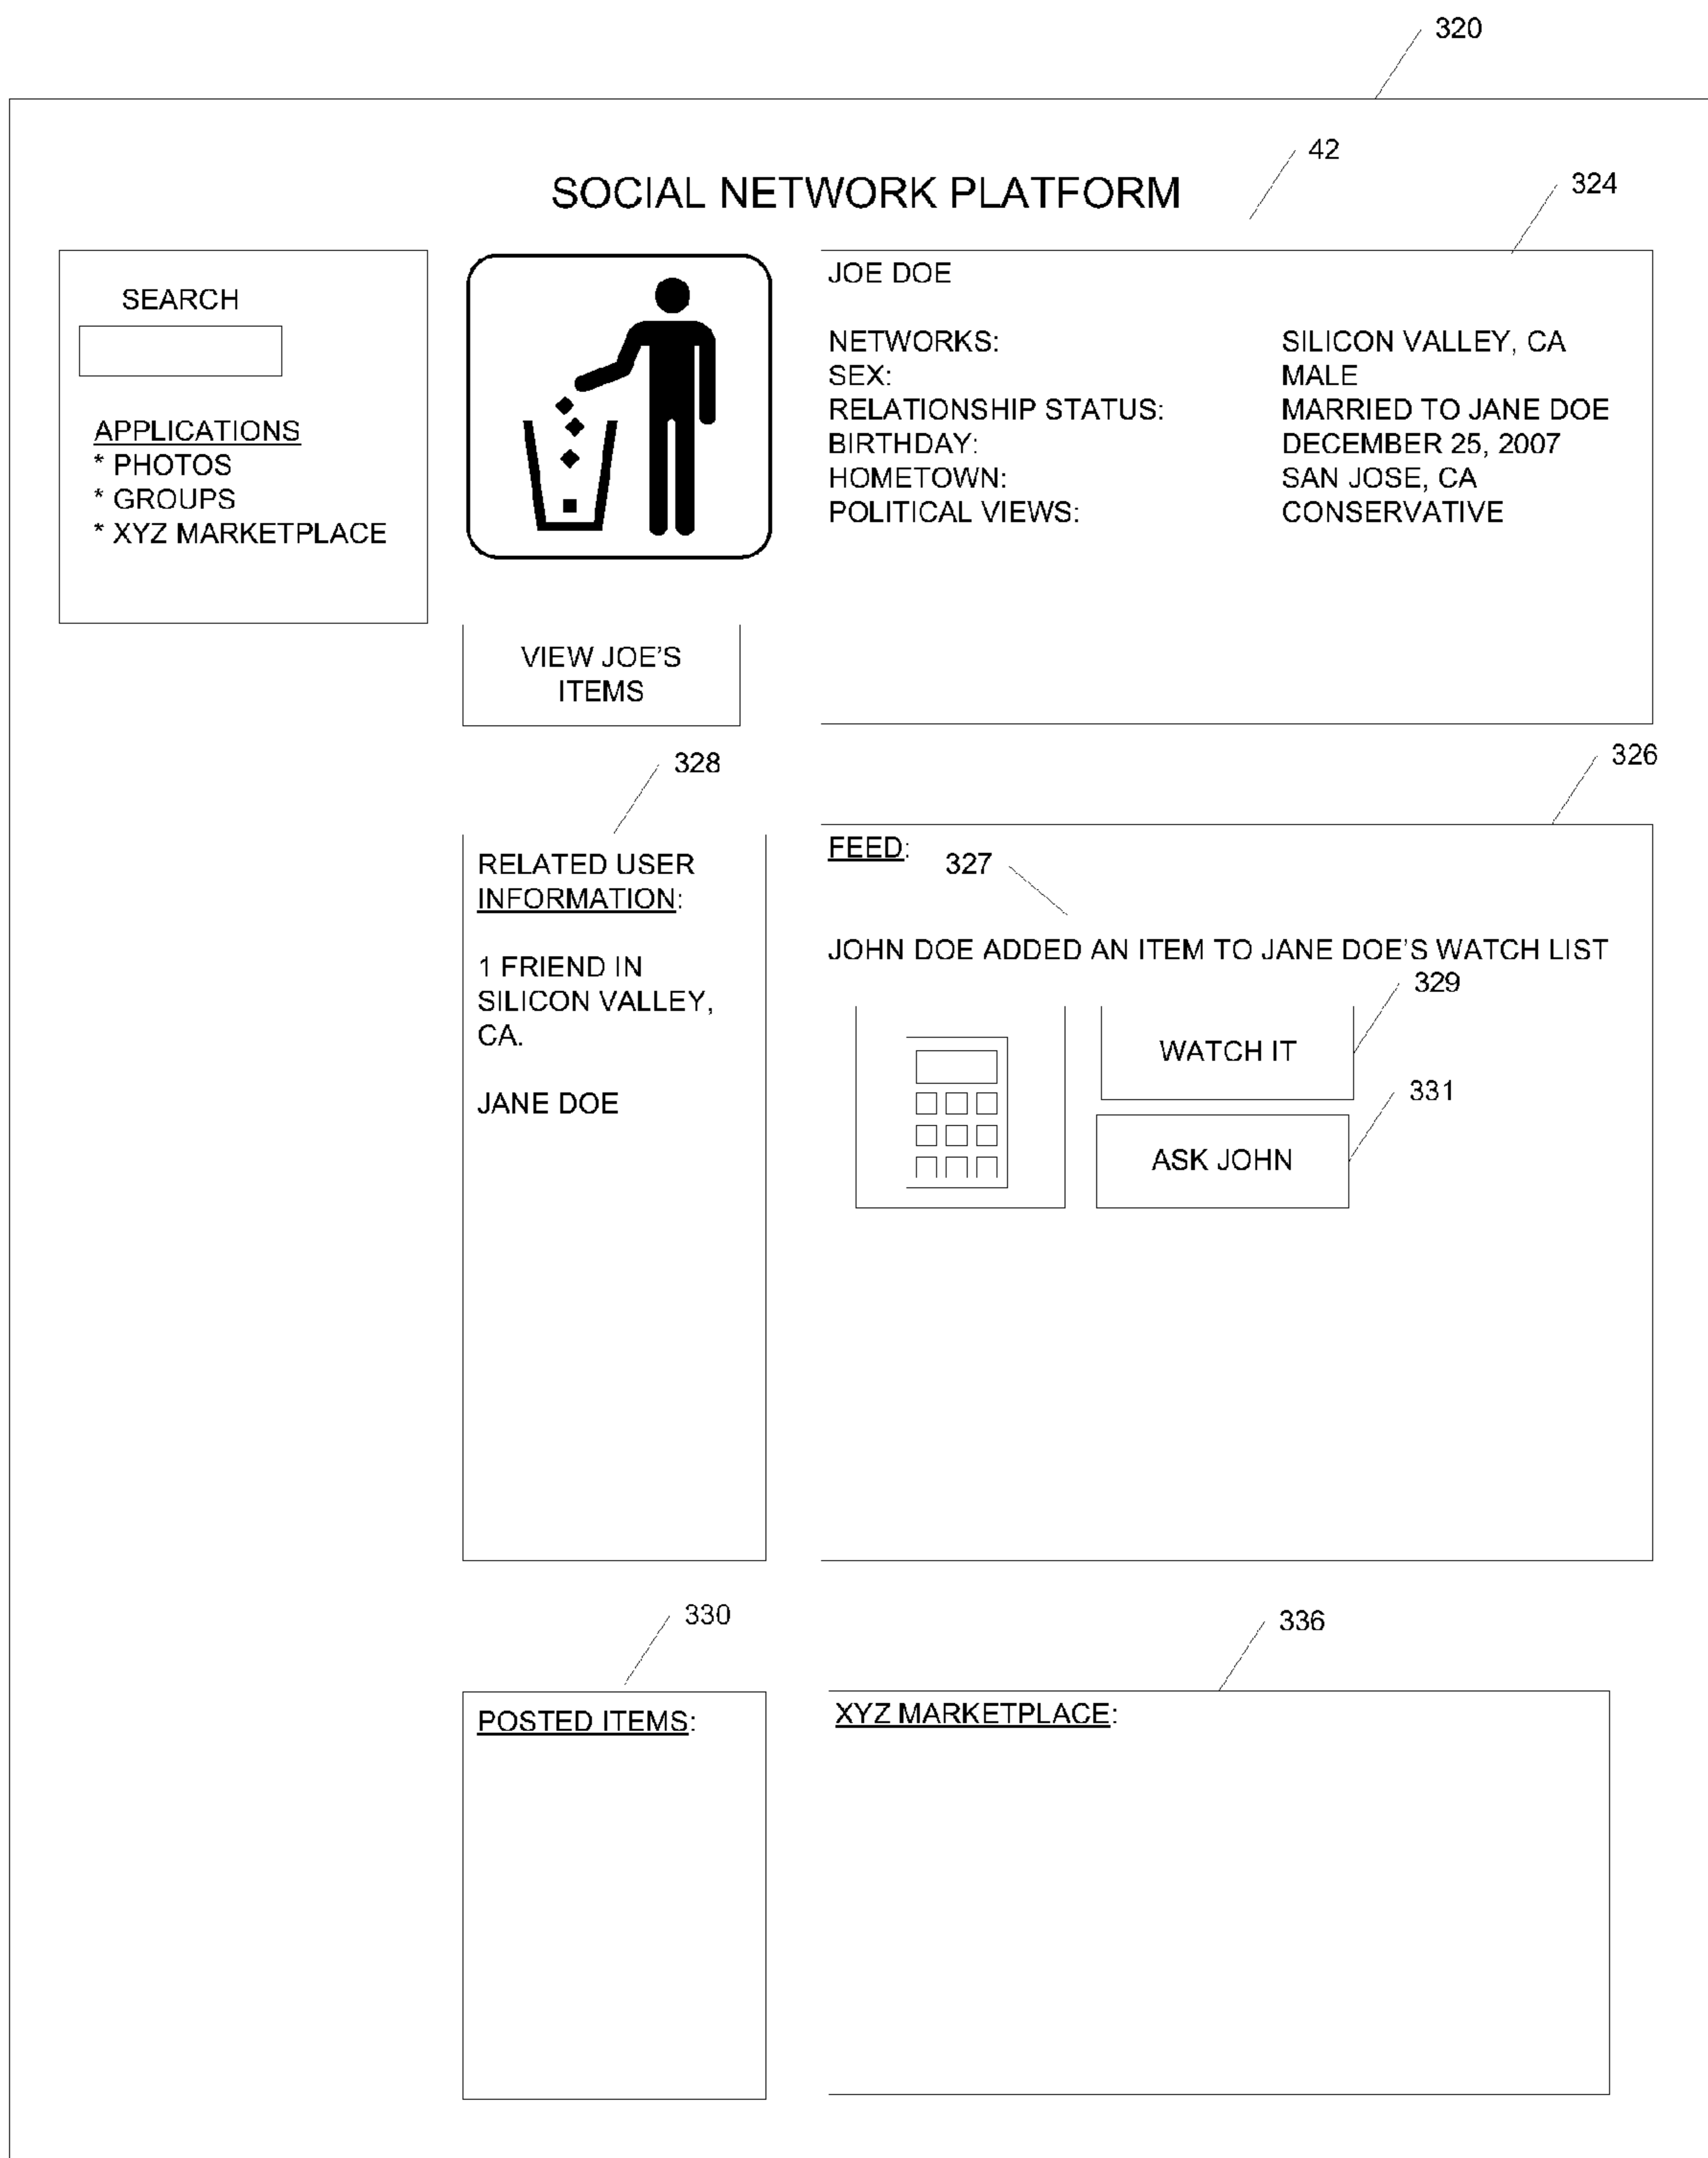 320
42
SOCIAL NETWORK PLATFORM
324
SEARCH
APPLICATIONS
* PHOTOS
* GROUPS
* XYZ MARKETPLACE
VIEW JOE'S
ITEMS
JOE DOE
NETWORKS: SILICON VALLEY, CA
SEX: MALE
RELATIONSHIP STATUS: MARRIED TO JANE DOE
BIRTHDAY: DECEMBER 25, 2007
HOMETOWN: SAN JOSE, CA
POLITICAL VIEWS: CONSERVATIVE
328
RELATED USER
INFORMATION:
1 FRIEND IN
SILICON VALLEY,
CA.
JANE DOE
326
FEED:
327
JOHN DOE ADDED AN ITEM TO JANE DOE'S WATCH LIST
329
WATCH IT
331
ASK JOHN
330
POSTED ITEMS:
336
XYZ MARKETPLACE: